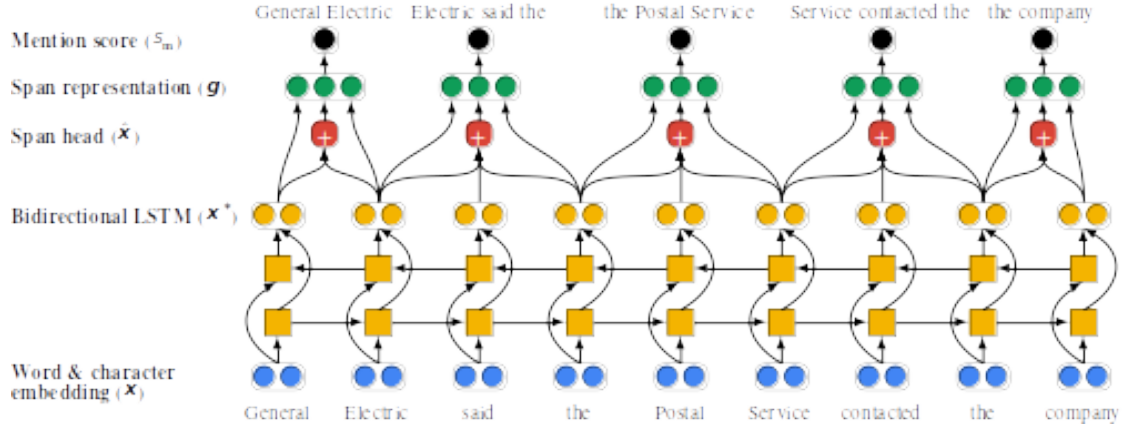 General Electric Electric said the the Postal Service Service contacted the the company
Mention score (s_m)
Span representation (g)
Span head (x̂)
+ + + + +
Bidirectional LSTM (x*)
Word & character
embedding (x)
General Electric said the Postal Service contacted the company